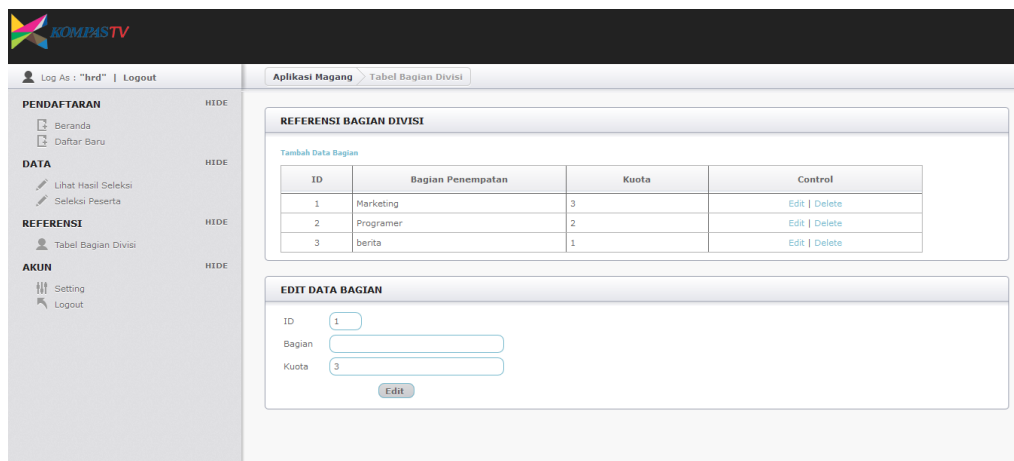 KOMPASTV
Log As : "hrd" | Logout
Aplikasi Magang Tabel Bagian Divisi
PENDAFTARAN HIDE
Beranda
Daftar Baru
DATA HIDE
Lihat Hasil Seleksi
Seleksi Peserta
REFERENSI HIDE
Tabel Bagian Divisi
AKUN HIDE
Setting
Logout
REFERENSI BAGIAN DIVISI
Tambah Data Bagian
ID Bagian Penempatan Kuota Control
1 Marketing 3 Edit | Delete
2 Programer 2 Edit | Delete
3 berita 1 Edit | Delete
EDIT DATA BAGIAN
ID 1
Bagian
Kuota 3
Edit